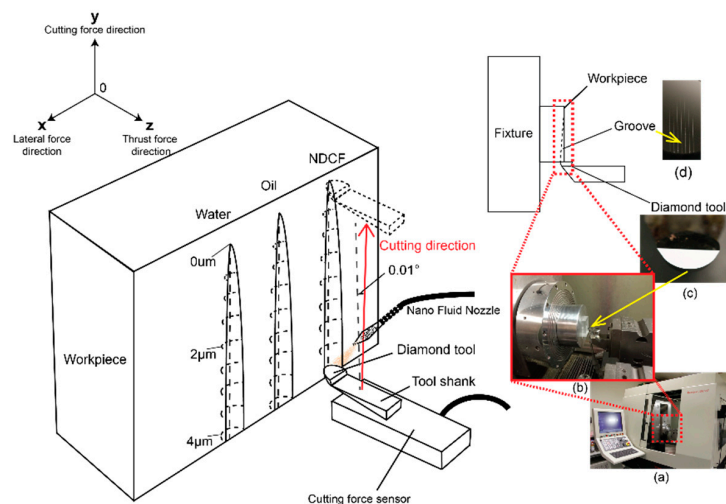 y
Cutting force direction
0
x
Lateral force
direction
z
Thrust force
direction
NDCF
Oil
Water
0um
2μm
4μm
Workpiece
Cutting direction
0.01°
Nano Fluid Nozzle
Diamond tool
Tool shank
Cutting force sensor
Fixture
Workpiece
Groove
Diamond tool
(d)
(c)
(b)
(a)